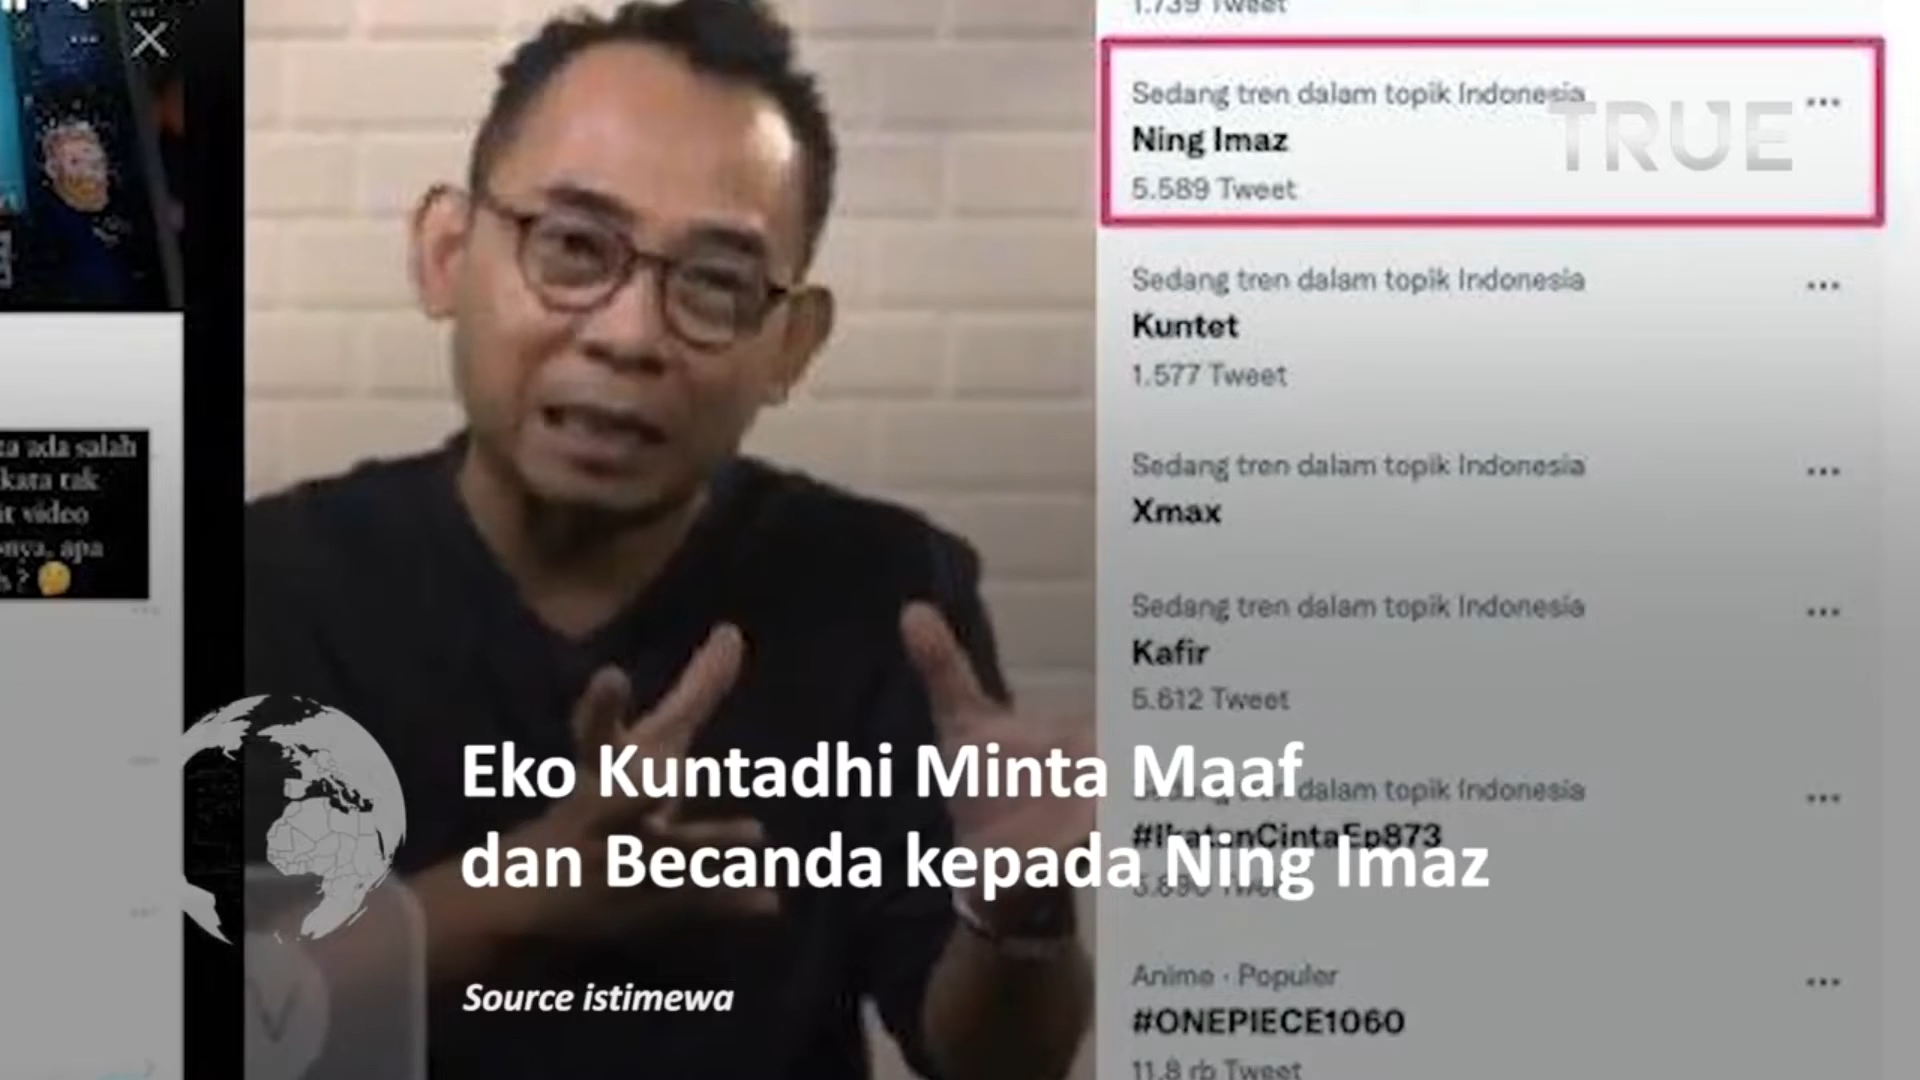 1.739 Tweet
Sedang tren dalam topik Indonesia
TRUE
Ning Imaz
5.589 Tweet
Sedang tren dalam topik Indonesia
Kuntet
1.577 Tweet
ada salah
kata tak
video
apa
? 🤔
Sedang tren dalam topik Indonesia
Xmax
Sedang tren dalam topik Indonesia
Kafir
5.612 Tweet
Eko Kuntadhi Minta Maaf
dan Becanda kepada Ning Imaz
dalam topik Indonesia
#IkatanCintaEp873
Source istimewa
Anime · Populer
#ONEPIECE1060
11,8 rb Tweet